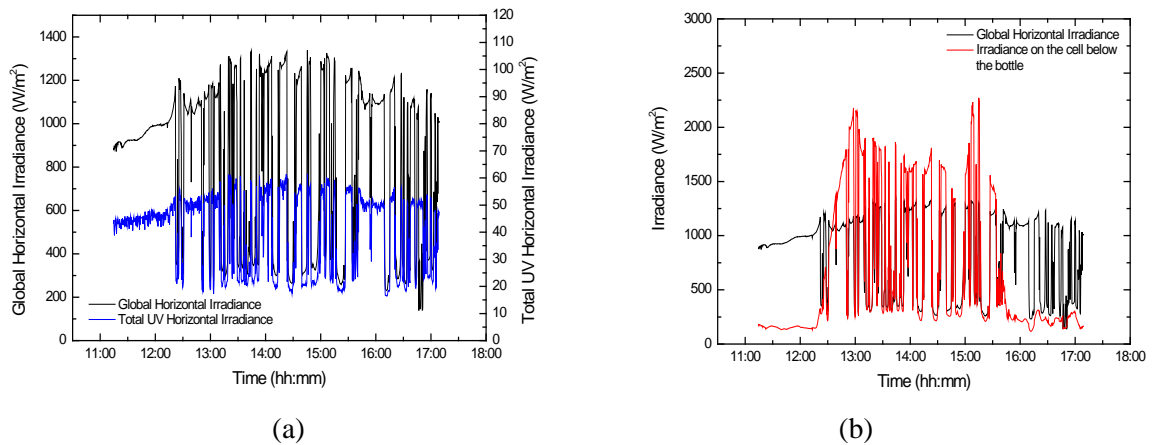 Global Horizontal Irradiance (W/m²)
1400
1200
1000
800
600
400
200
0
Global Horizontal Irradiance
Total UV Horizontal Irradiance
11:00 12:00 13:00 14:00 15:00 16:00 17:00 18:00
Time (hh:mm)
120
110
100
90
80
70
60
50
40
30
20
10
0
Total UV Horizontal Irradiance (W/m²)
(a)
Irradiance (W/m²)
3000
2500
2000
1500
1000
500
0
Global Horizontal Irradiance
Irradiance on the cell below
the bottle
11:00 12:00 13:00 14:00 15:00 16:00 17:00 18:00
Time (hh:mm)
(b)